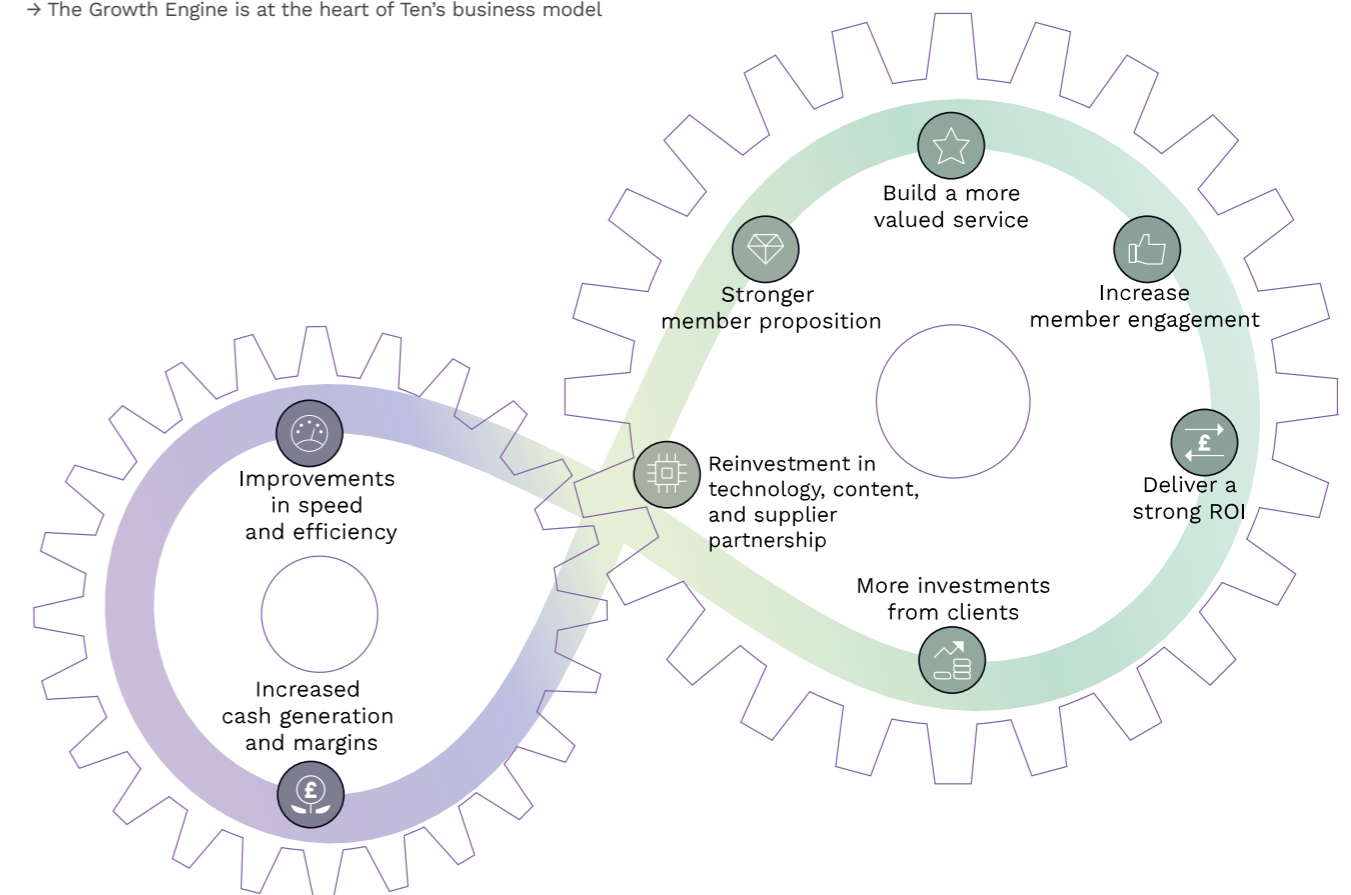 → The Growth Engine is at the heart of Ten’s business model
Build a more
valued service
Stronger
member proposition
Increase
member engagement
Reinvestment in
technology, content,
and supplier
partnership
£
Deliver a
strong ROI
More investments
from clients
Improvements
in speed
and efficiency
Increased
cash generation
and margins
£